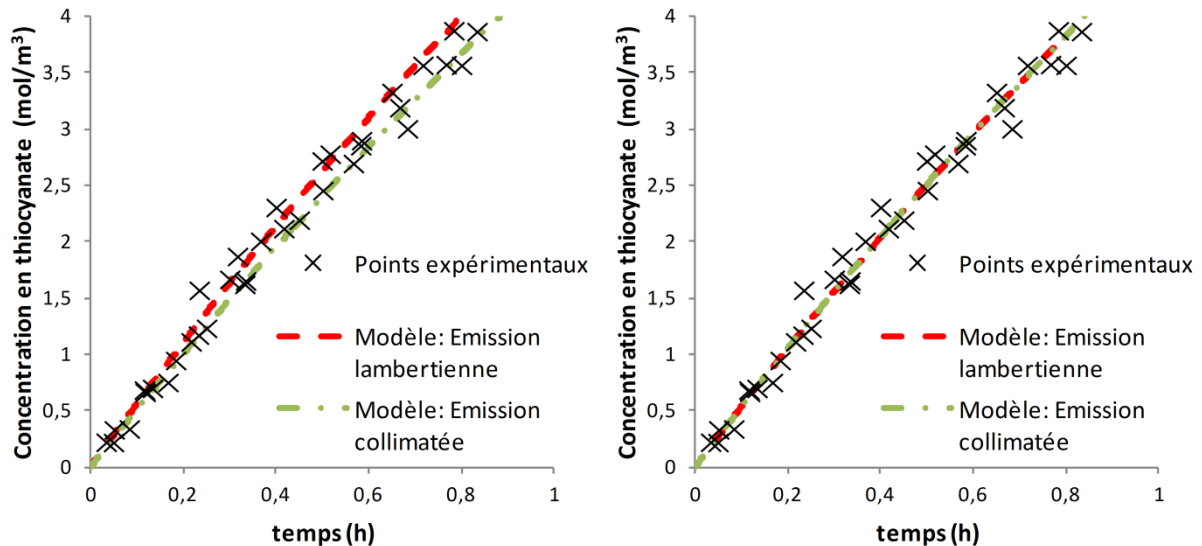 Concentration en thiocyanate (mol/m³)
4
3,5
3
2,5
2
1,5
1
0,5
0
0
0,2
0,4
0,6
0,8
1
temps (h)
Points expérimentaux
Modèle: Emission
lambertienne
Modèle: Emission
collimatée
Concentration en thiocyanate (mol/m³)
4
3,5
3
2,5
2
1,5
1
0,5
0
0
0,2
0,4
0,6
0,8
1
temps (h)
Points expérimentaux
Modèle: Emission
lambertienne
Modèle: Emission
collimatée